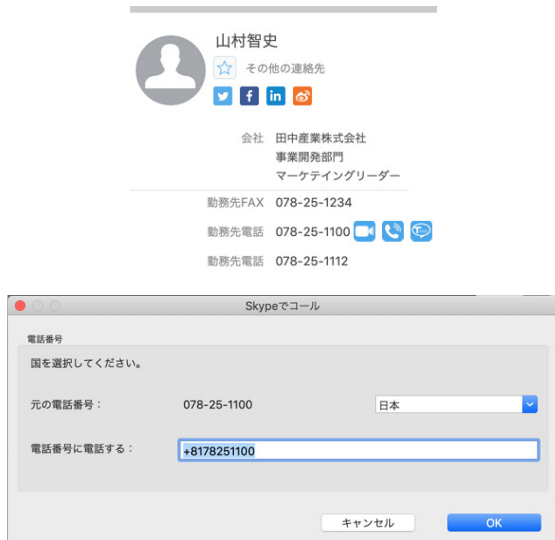 山村智史
その他の連絡先
会社 田中産業株式会社
事業開発部門
マーケテイングリーダー
勤務先FAX 078-25-1234
勤務先電話 078-25-1100
勤務先電話 078-25-1112
Skypeでコール
電話番号
国を選択してください。
元の電話番号： 078-25-1100 日本
電話番号に電話する： +8178251100
キャンセル OK